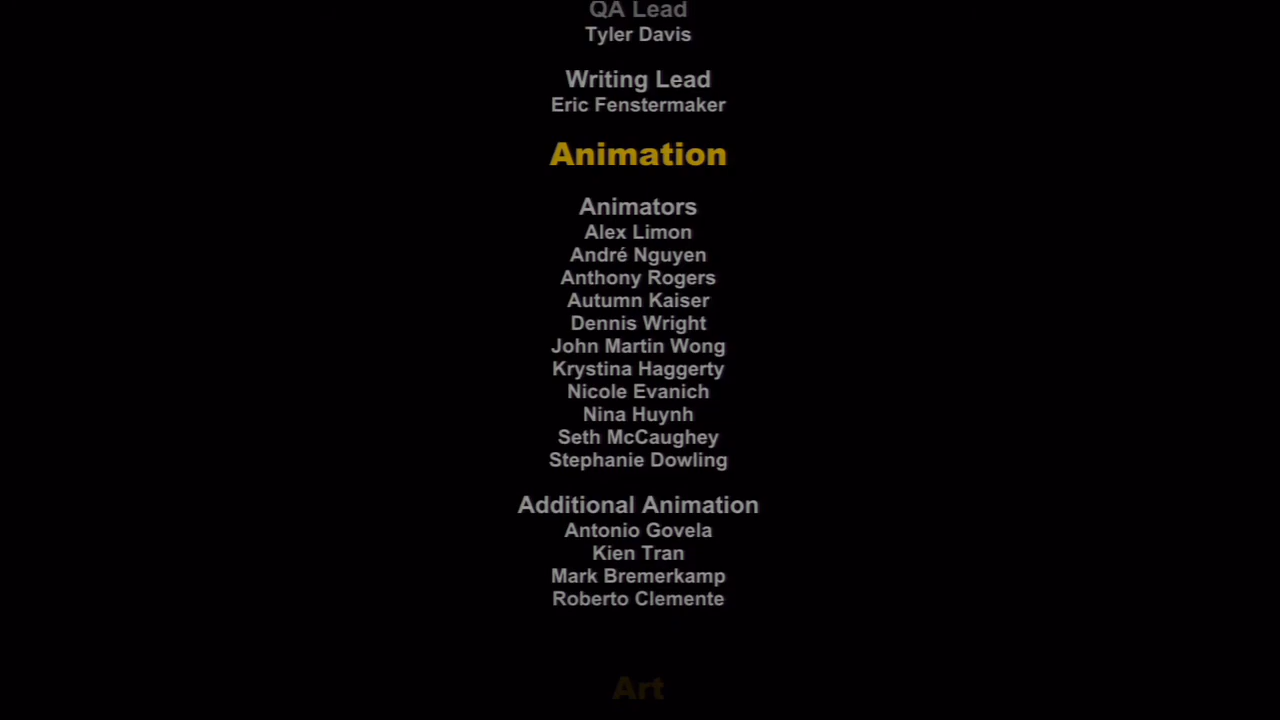 QA Lead
Tyler Davis
Writing Lead
Eric Fenstermaker
Animation
Animators
Alex Limon
André Nguyen
Anthony Rogers
Autumn Kaiser
Dennis Wright
John Martin Wong
Krystina Haggerty
Nicole Evanich
Nina Huynh
Seth McCaughey
Stephanie Dowling
Additional Animation
Antonio Govela
Kien Tran
Mark Bremerkamp
Roberto Clemente
Art